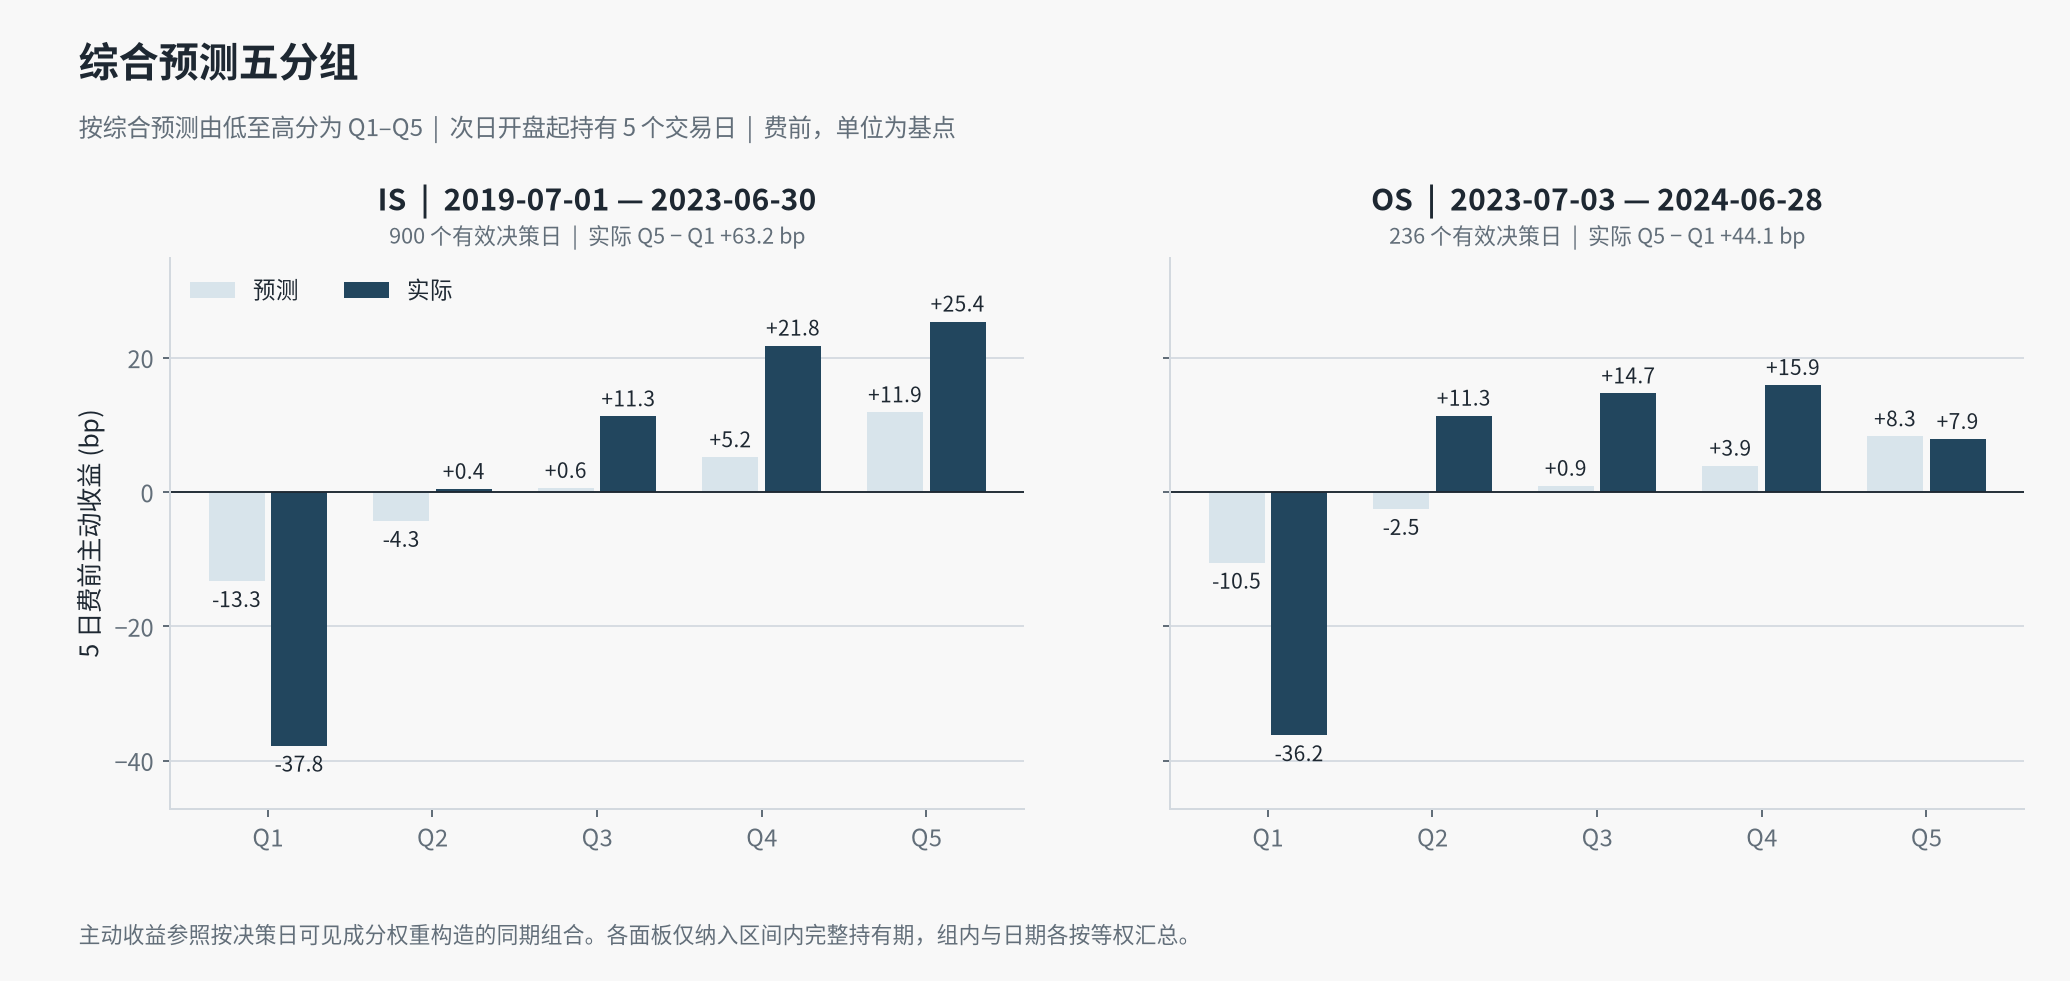 综合预测五分组
按综合预测由低至高分为 Q1–Q5 | 次日开盘起持有 5 个交易日 | 费前，单位为基点
IS | 2019-07-01 — 2023-06-30
900 个有效决策日 | 实际 Q5 − Q1 +63.2 bp
预测 实际
5 日费前主动收益 (bp)
20
0
−20
−40
-13.3
-37.8
-4.3
+0.4
+0.6
+11.3
+5.2
+21.8
+11.9
+25.4
Q1 Q2 Q3 Q4 Q5
OS | 2023-07-03 — 2024-06-28
236 个有效决策日 | 实际 Q5 − Q1 +44.1 bp
-10.5
-36.2
-2.5
+11.3
+0.9
+14.7
+3.9
+15.9
+8.3
+7.9
Q1 Q2 Q3 Q4 Q5
主动收益参照按决策日可见成分权重构造的同期组合。各面板仅纳入区间内完整持有期，组内与日期各按等权汇总。